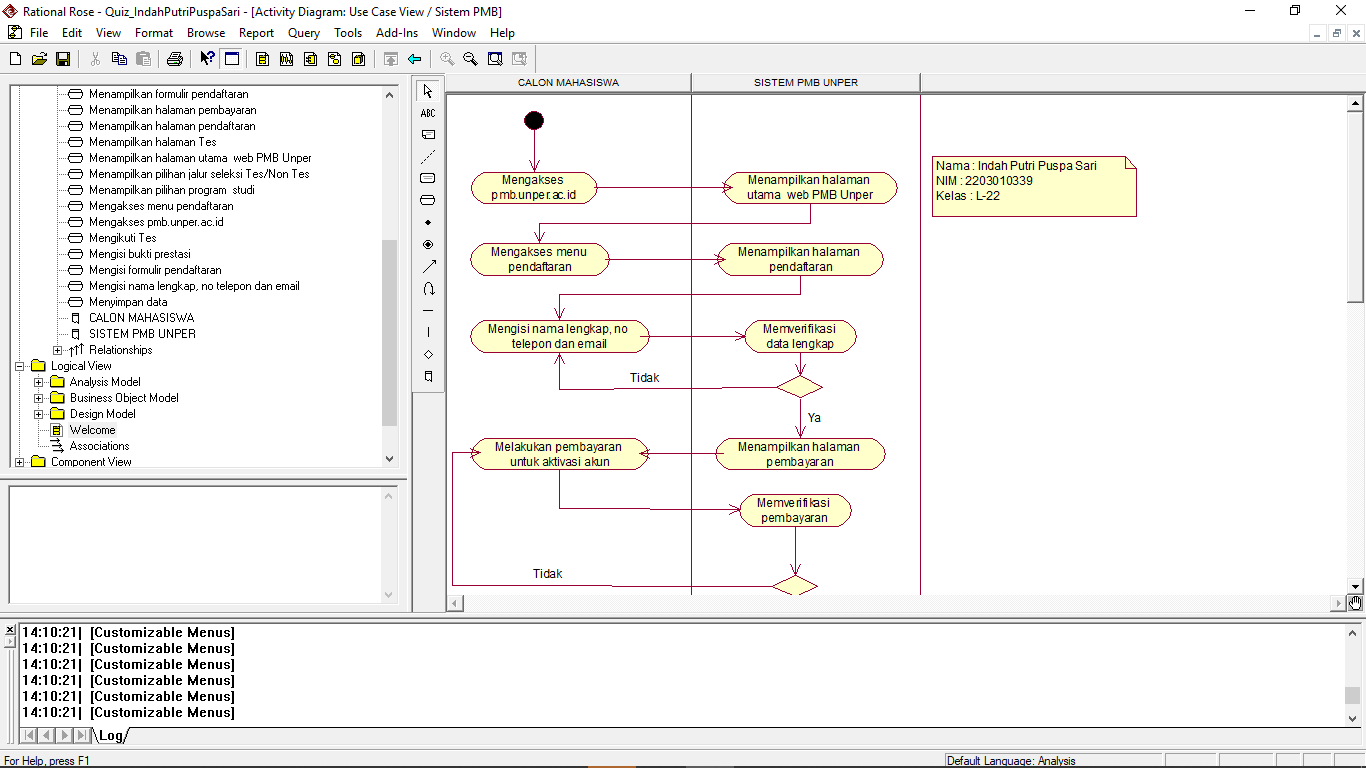 Rational Rose - Quiz_IndahPutriPuspaSari - [Activity Diagram: Use Case View / Sistem PMB]
File Edit View Format Browse Report Query Tools Add-Ins Window Help
Menampilkan formulir pendaftaran
Menampilkan halaman pembayaran
Menampilkan halaman pendaftaran
Menampilkan halaman Tes
Menampilkan halaman utama web PMB Unper
Menampilkan pilihan jalur seleksi Tes/Non Tes
Menampilkan pilihan program studi
Mengakses menu pendaftaran
Mengakses pmb.unper.ac.id
Mengikuti Tes
Mengisi bukti prestasi
Mengisi formulir pendaftaran
Mengisi nama lengkap, no telepon dan email
Menyimpan data
CALON MAHASISWA
SISTEM PMB UNPER
Relationships
Logical View
Analysis Model
Business Object Model
Design Model
Welcome
Associations
Component View
ABC
CALON MAHASISWA
SISTEM PMB UNPER
Mengakses
pmb.unper.ac.id
Menampilkan halaman
utama web PMB Unper
Mengakses menu
pendaftaran
Menampilkan halaman
pendaftaran
Mengisi nama lengkap, no
telepon dan email
Memverifikasi
data lengkap
Tidak
Ya
Melakukan pembayaran
untuk aktivasi akun
Menampilkan halaman
pembayaran
Memverifikasi
pembayaran
Tidak
Nama : Indah Putri Puspa Sari
NIM : 2203010339
Kelas : L-22
14:10:21| [Customizable Menus]
14:10:21| [Customizable Menus]
14:10:21| [Customizable Menus]
14:10:21| [Customizable Menus]
14:10:21| [Customizable Menus]
14:10:21| [Customizable Menus]
Log
For Help, press F1
Default Language: Analysis